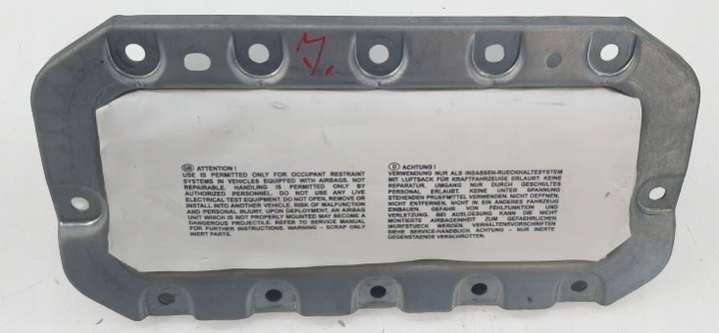 7.
GB ATTENTION !
USE IS PERMITTED ONLY FOR OCCUPANT RESTRAINT
SYSTEMS IN VEHICLES EQUIPPED WITH AIRBAGS. NOT
REPAIRABLE. HANDLING IS PERMITTED ONLY BY
AUTHORIZED PERSONNEL. DO NOT USE ANY LIVE
ELECTRICAL TEST EQUIPMENT. DO NOT OPEN, REMOVE OR
INSTALL INTO ANOTHER VEHICLE. RISK OF MALFUNCTION
AND PERSONAL INJURY. UPON DEPLOYMENT, AN AIRBAG
UNIT WHICH IS NOT PROPERLY MOUNTED MAY BECOME A
DANGEROUS PROJECTILE. REFER TO SERVICE MANUAL
FOR FURTHER INSTRUCTIONS. WARNING – SCRAP ONLY
INERT PARTS.
D ACHTUNG !
VERWENDUNG NUR ALS INSASSEN-RUECKHALTESYSTEM
MIT LUFTSACK FÜR KRAFTFAHRZEUGE ERLAUBT. KEINE
REPARATUR. UMGANG NUR DURCH GESCHULTES
PERSONAL ERLAUBT. KEINE UNTER SPANNUNG
STEHENDEN PRUEFMITTEL VERWENDEN. NICHT OEFFNEN,
NICHT ENTFERNEN, NICHT IN EIN ANDERES FAHRZEUG
EINBAUEN. GEFAHR VON FEHLFUNKTION UND
VERLETZUNG. BEI AUSLOESUNG KANN DIE NICHT
MONTIERTE AIRBAGEINHEIT ZUM GEFAEHRLICHEN
WURFSTUECK WERDEN. VERHALTENSVORSCHRIFTEN
SIEHE SERVICE-HANDBUCH. ACHTUNG – NUR INERTE
GEGENSTAENDE VERSCHROTTEN.